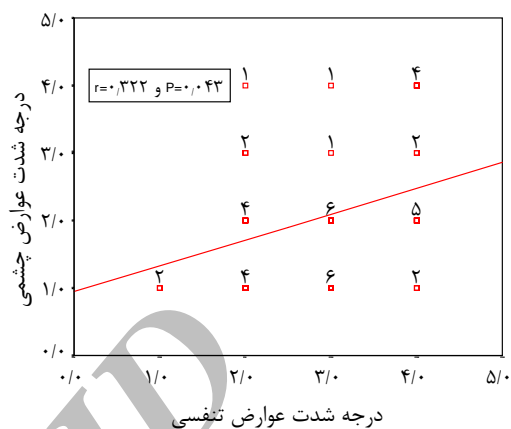 ۵/۰
۴/۰
۳/۰
۲/۰
۱/۰
۰/۰
درجه شدت عوارض چشمی
r=۰٫۳۲۲ و P=۰٫۰۴۳
۱ ۱ ۴
۲ ۱ ۲
۴ ۶ ۵
۲ ۴ ۶ ۲
۰/۰ ۱/۰ ۲/۰ ۳/۰ ۴/۰ ۵/۰
درجه شدت عوارض تنفسی